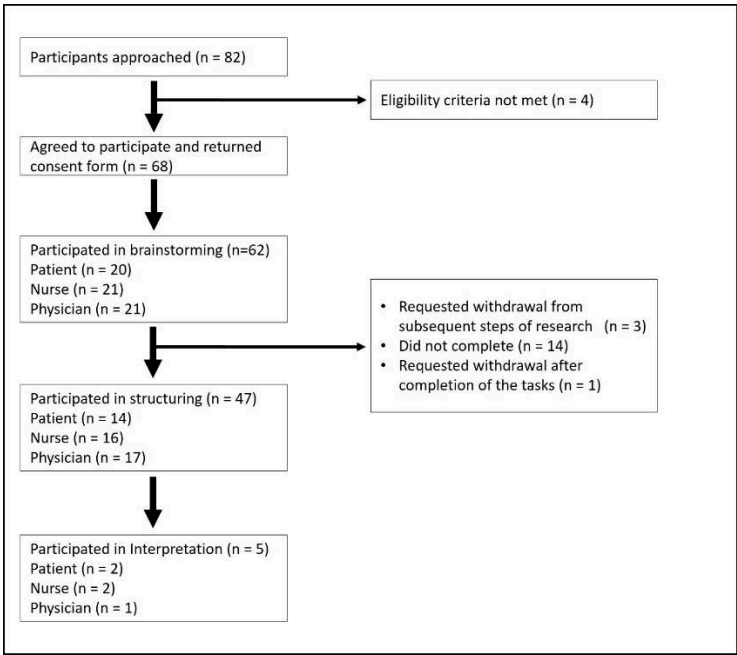 Participants approached (n = 82)
Eligibility criteria not met (n = 4)
Agreed to participate and returned
consent form (n = 68)
Participated in brainstorming (n=62)
Patient (n = 20)
Nurse (n = 21)
Physician (n = 21)
• Requested withdrawal from
subsequent steps of research (n = 3)
• Did not complete (n = 14)
• Requested withdrawal after
completion of the tasks (n = 1)
Participated in structuring (n = 47)
Patient (n = 14)
Nurse (n = 16)
Physician (n = 17)
Participated in Interpretation (n = 5)
Patient (n = 2)
Nurse (n = 2)
Physician (n = 1)